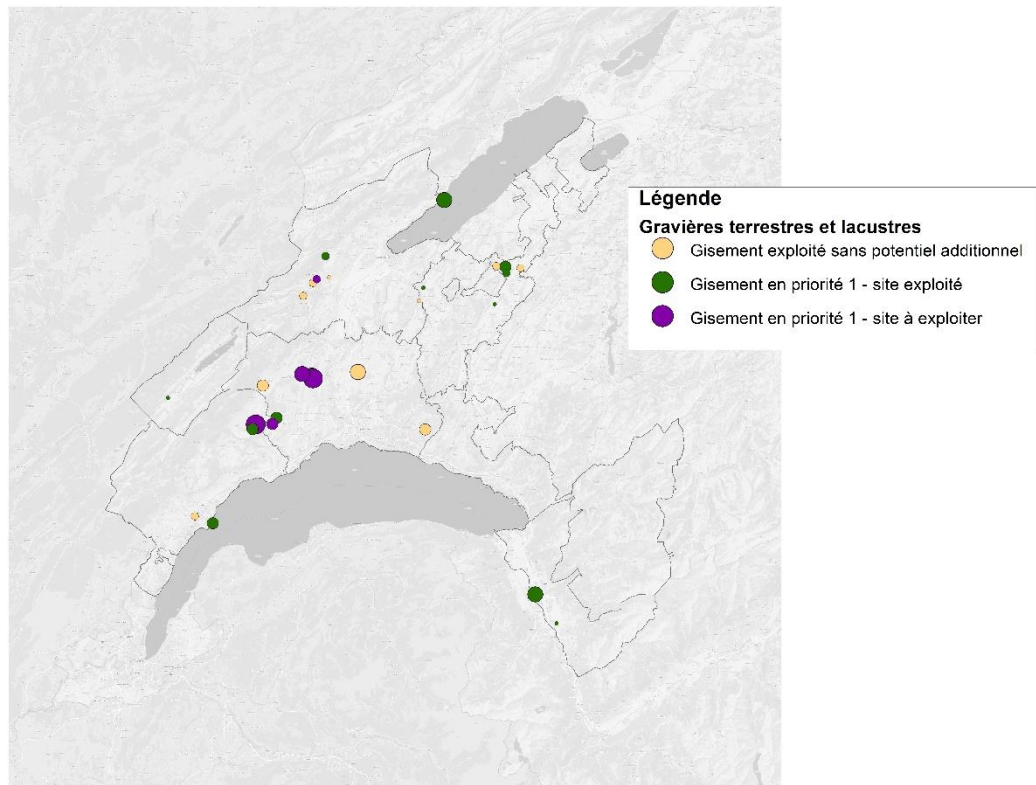 Légende
Gravières terrestres et lacustres
Gisement exploité sans potentiel additionnel
Gisement en priorité 1 - site exploité
Gisement en priorité 1 - site à exploiter